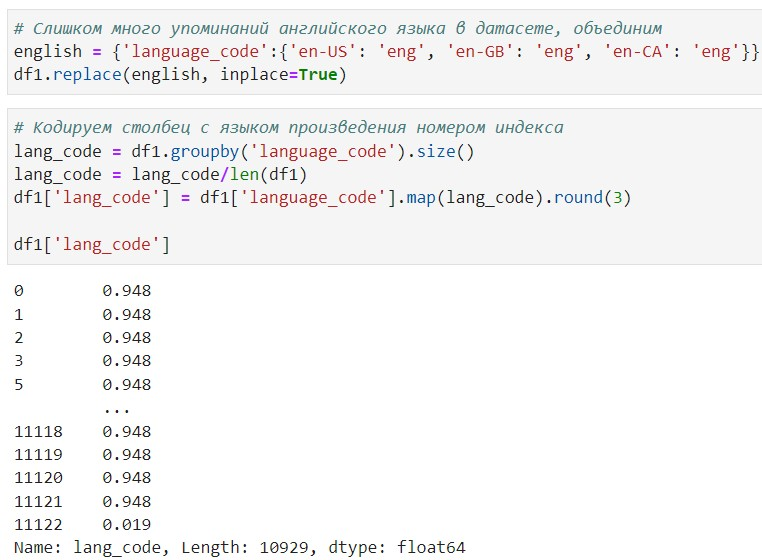 # Слишком много упоминаний английского языка в датасете, объединим
english = {'language_code':{'en-US': 'eng', 'en-GB': 'eng', 'en-CA': 'eng'}}
df1.replace(english, inplace=True)
# Кодируем столбец с языком произведения номером индекса
lang_code = df1.groupby('language_code').size()
lang_code = lang_code/len(df1)
df1['lang_code'] = df1['language_code'].map(lang_code).round(3)
df1['lang_code']
0        0.948
1        0.948
2        0.948
3        0.948
5        0.948
         ...
11118    0.948
11119    0.948
11120    0.948
11121    0.948
11122    0.019
Name: lang_code, Length: 10929, dtype: float64